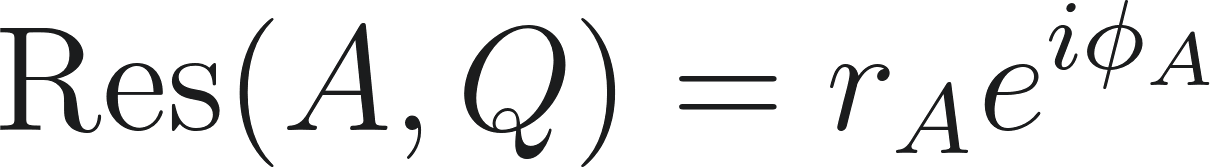 Res(A, Q) = r_A e^{iϕ_A}